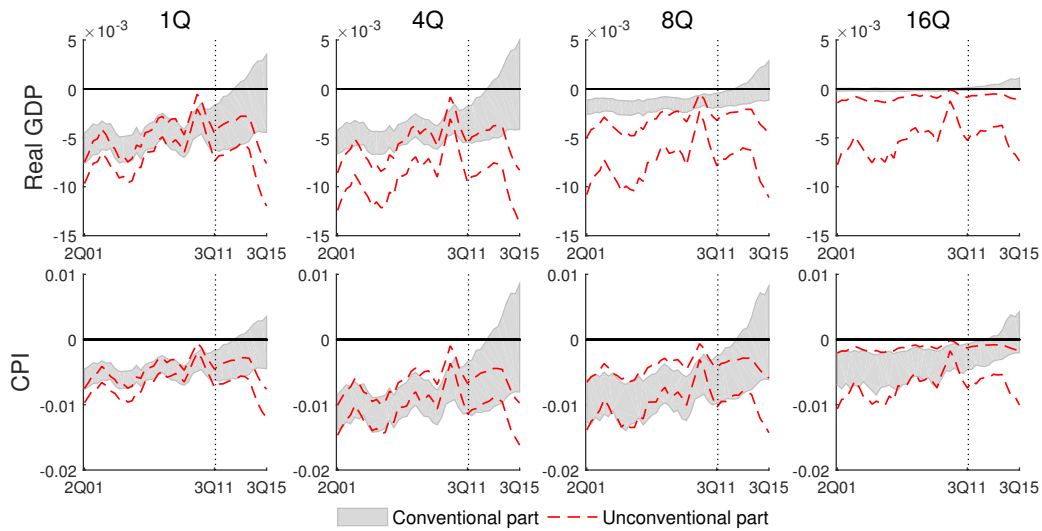 1Q 4Q 8Q 16Q
×10⁻³ ×10⁻³ ×10⁻³ ×10⁻³
Real GDP
5 5 5 5
0 0 0 0
-5 -5 -5 -5
-10 -10 -10 -10
-15 -15 -15 -15
2Q01 3Q11 3Q15 2Q01 3Q11 3Q15 2Q01 3Q11 3Q15 2Q01 3Q11 3Q15
CPI
0.01 0.01 0.01 0.01
0 0 0 0
-0.01 -0.01 -0.01 -0.01
-0.02 -0.02 -0.02 -0.02
2Q01 3Q11 3Q15 2Q01 3Q11 3Q15 2Q01 3Q11 3Q15 2Q01 3Q11 3Q15
Conventional part Unconventional part